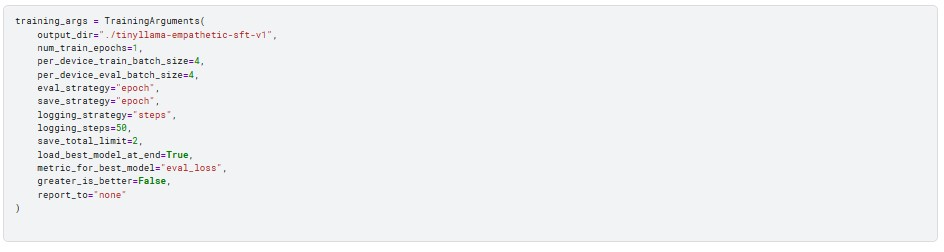 training_args = TrainingArguments(
    output_dir="./tinyllama-empathetic-sft-v1",
    num_train_epochs=1,
    per_device_train_batch_size=4,
    per_device_eval_batch_size=4,
    eval_strategy="epoch",
    save_strategy="epoch",
    logging_strategy="steps",
    logging_steps=50,
    save_total_limit=2,
    load_best_model_at_end=True,
    metric_for_best_model="eval_loss",
    greater_is_better=False,
    report_to="none"
)